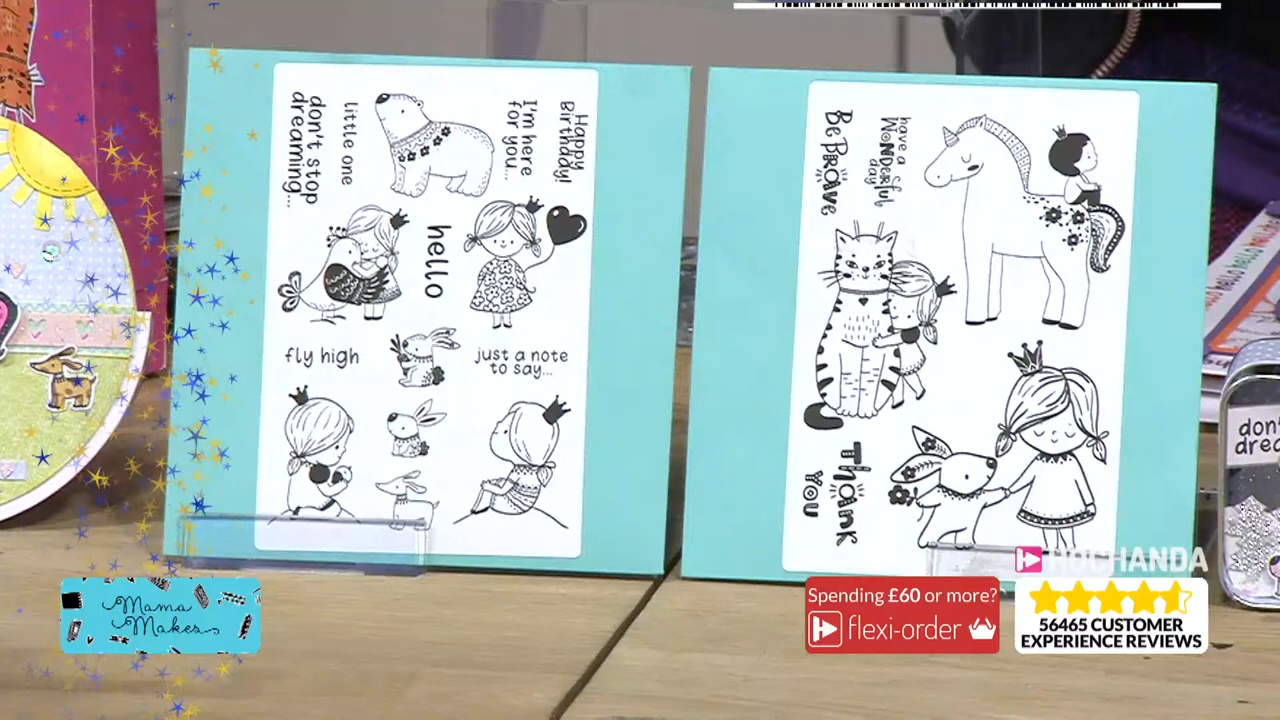 don't stop
dreaming...
little one
I'm here
for you...
Happy
Birthday!
hello
fly high
just a note
to say...
Be BRAVE
have a
WONDERFUL
day
THANK
YOU
don'
drea
Mama
Makes
HOCHANDA
Spending £60 or more?
flexi-order
56465 CUSTOMER
EXPERIENCE REVIEWS